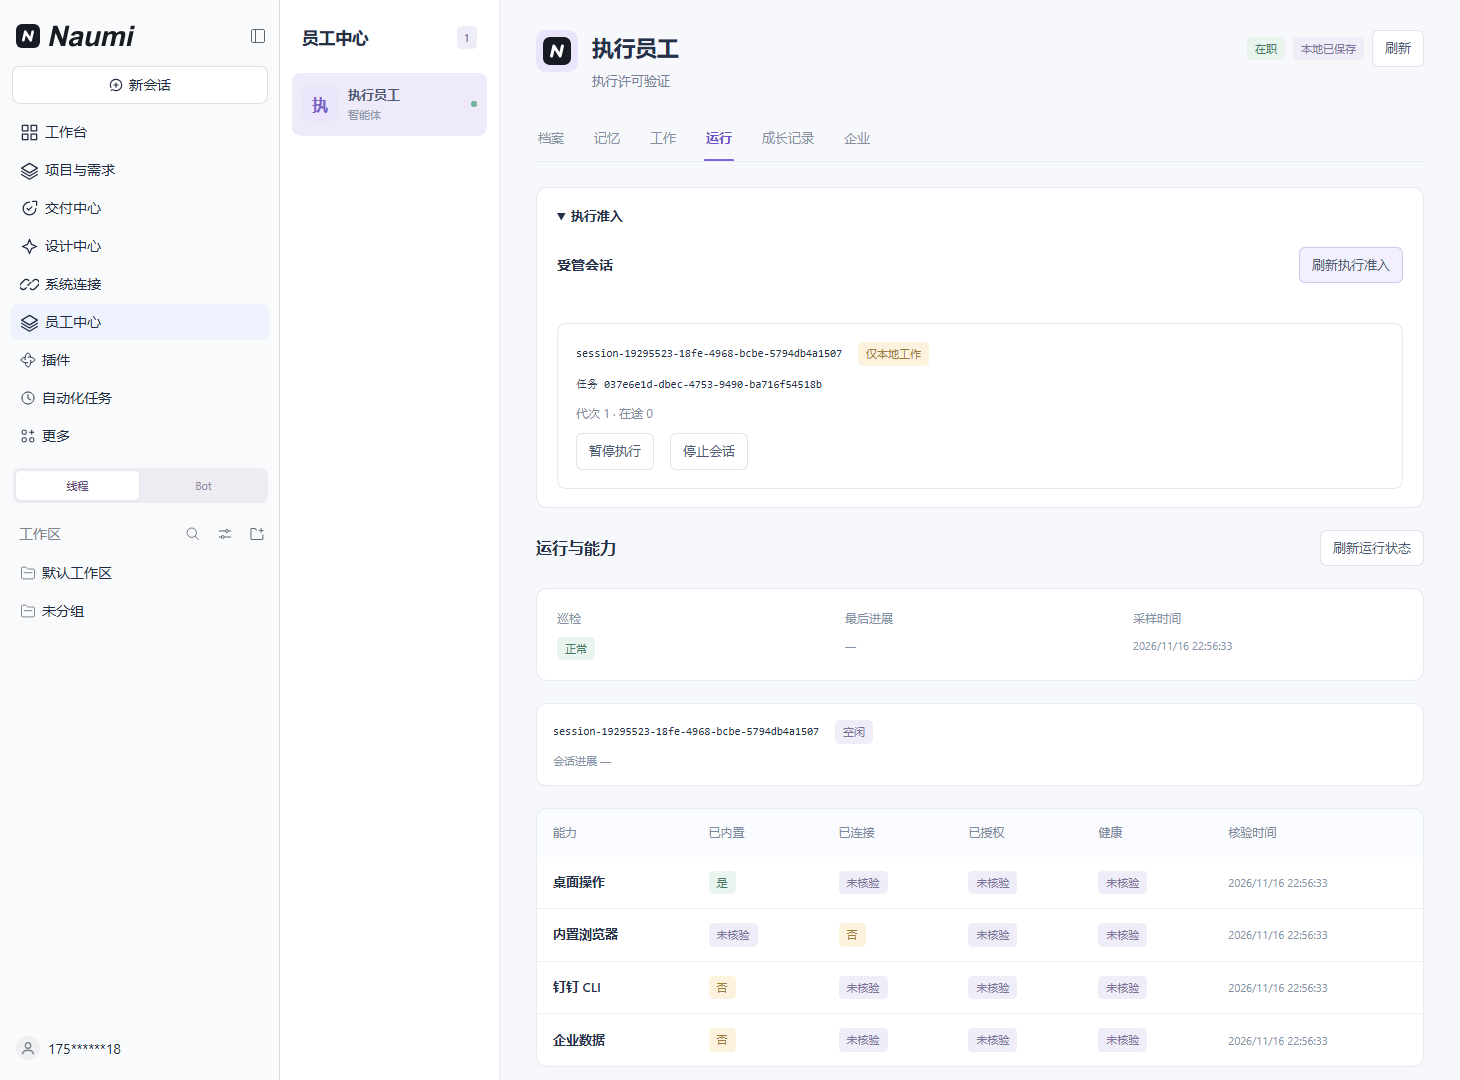 Naumi
新会话
工作台
项目与需求
交付中心
设计中心
系统连接
员工中心
插件
自动化任务
更多
线程 Bot
工作区
默认工作区
未分组
175******18
员工中心 1
执 执行员工
智能体
执行员工
执行许可验证
在职 本地已保存 刷新
档案 记忆 工作 运行 成长记录 企业
▼ 执行准入
受管会话 刷新执行准入
session-19295523-18fe-4968-bcbe-5794db4a1507 仅本地工作
任务 037e6e1d-dbec-4753-9490-ba716f54518b
代次 1 · 在途 0
暂停执行 停止会话
运行与能力 刷新运行状态
巡检 最后进展 采样时间
正常 — 2026/11/16 22:56:33
session-19295523-18fe-4968-bcbe-5794db4a1507 空闲
会话进展 —
能力 已内置 已连接 已授权 健康 核验时间
桌面操作 是 未核验 未核验 未核验 2026/11/16 22:56:33
内置浏览器 未核验 否 未核验 未核验 2026/11/16 22:56:33
钉钉 CLI 否 未核验 未核验 未核验 2026/11/16 22:56:33
企业数据 否 未核验 未核验 未核验 2026/11/16 22:56:33